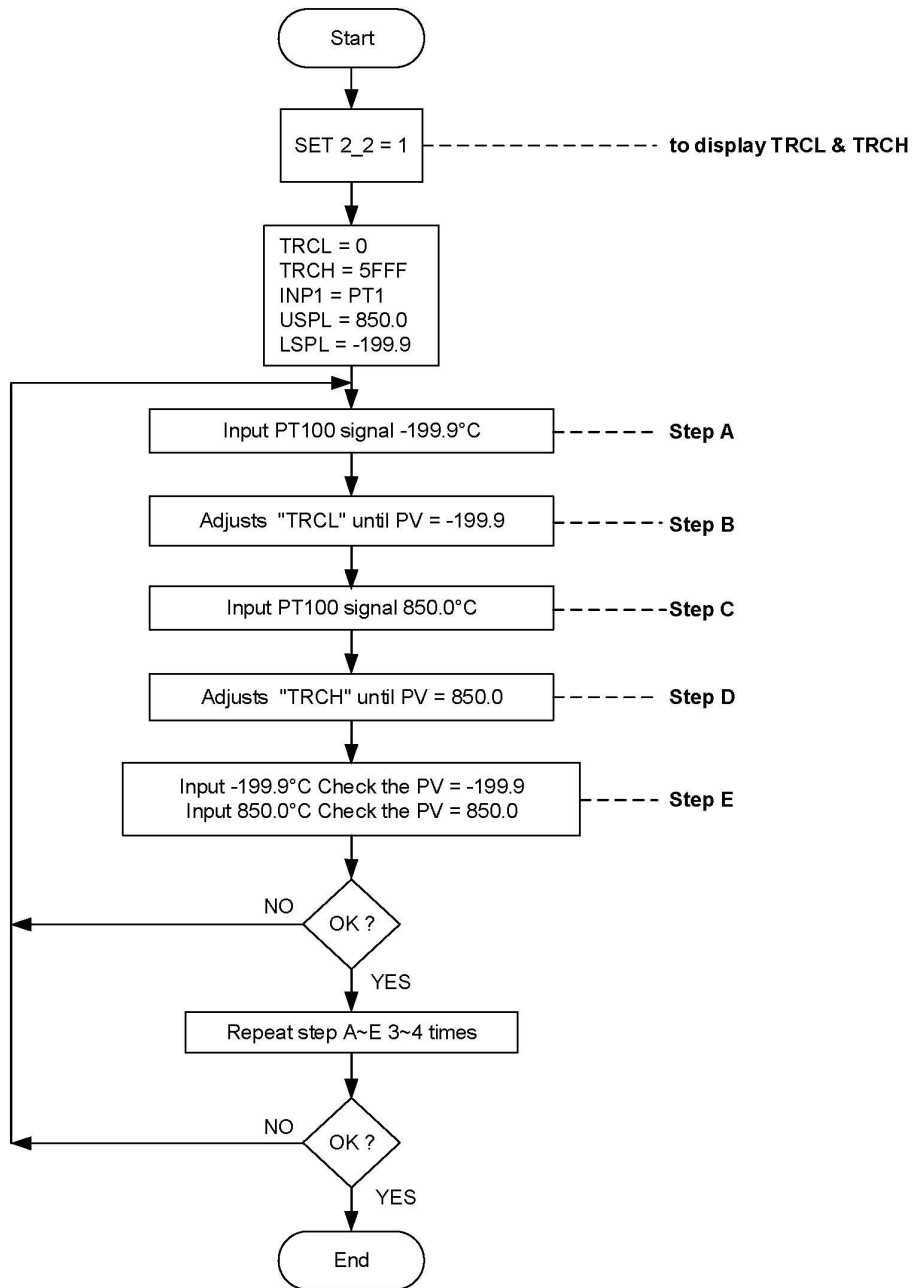 Start
SET 2_2 = 1
to display TRCL & TRCH
TRCL = 0
TRCH = 5FFF
INP1 = PT1
USPL = 850.0
LSPL = -199.9
Input PT100 signal -199.9°C
Step A
Adjusts "TRCL" until PV = -199.9
Step B
Input PT100 signal 850.0°C
Step C
Adjusts "TRCH" until PV = 850.0
Step D
Input -199.9°C Check the PV = -199.9
Input 850.0°C Check the PV = 850.0
Step E
NO
OK ?
YES
Repeat step A~E 3~4 times
NO
OK ?
YES
End